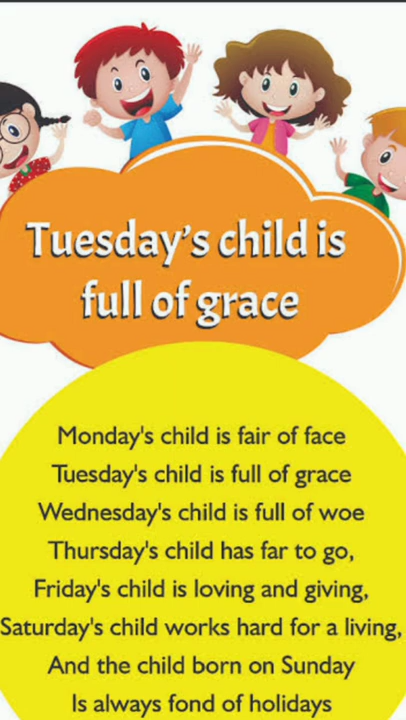 Tuesday's child is
full of grace
Monday's child is fair of face
Tuesday's child is full of grace
Wednesday's child is full of woe
Thursday's child has far to go,
Friday's child is loving and giving,
Saturday's child works hard for a living,
And the child born on Sunday
Is always fond of holidays